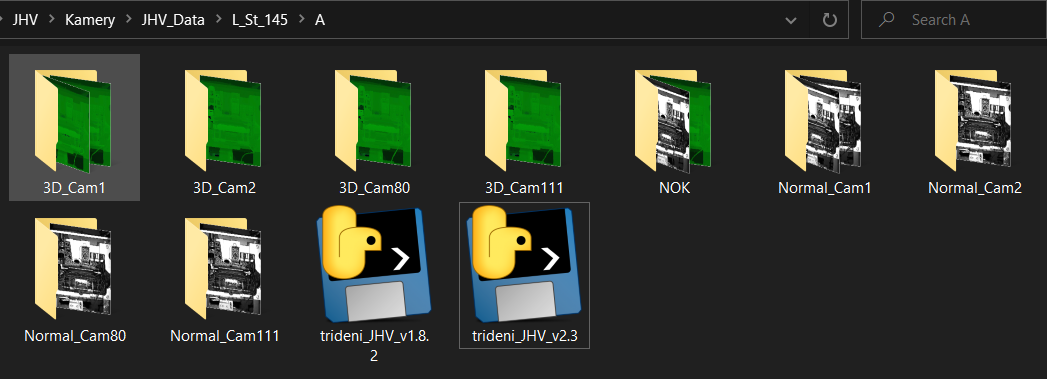 JHV > Kamery > JHV_Data > L_St_145 > A
Search A
3D_Cam1
3D_Cam2
3D_Cam80
3D_Cam111
NOK
Normal_Cam1
Normal_Cam2
Normal_Cam80
Normal_Cam111
trideni_JHV_v1.8.
2
trideni_JHV_v2.3